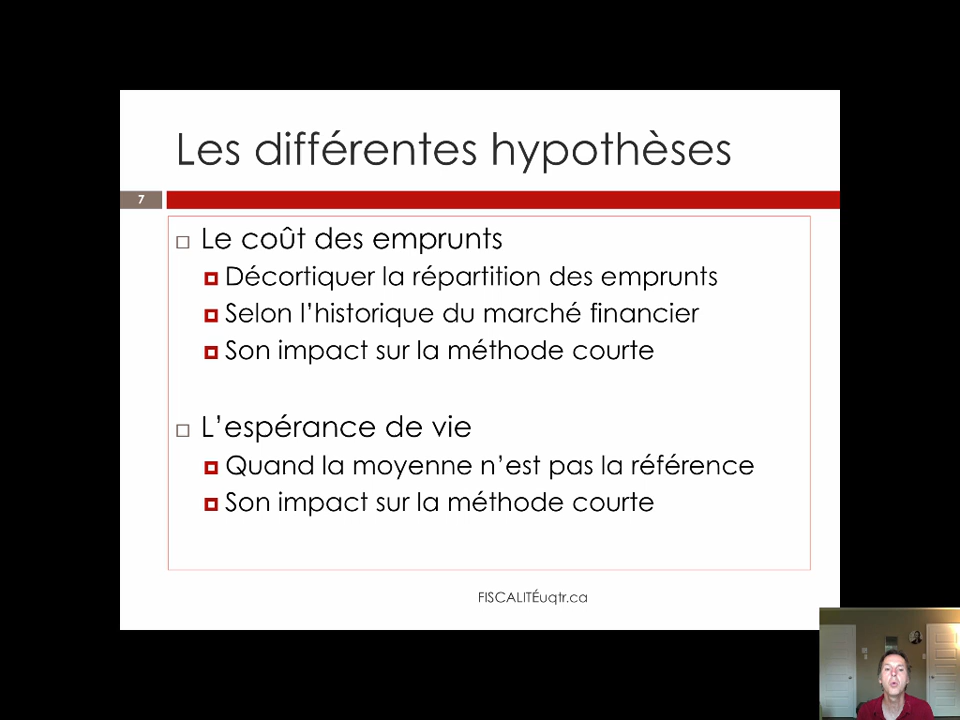 Les différentes hypothèses
7
Le coût des emprunts
Décortiquer la répartition des emprunts
Selon l'historique du marché financier
Son impact sur la méthode courte
L'espérance de vie
Quand la moyenne n'est pas la référence
Son impact sur la méthode courte
FISCALITÉuqtr.ca